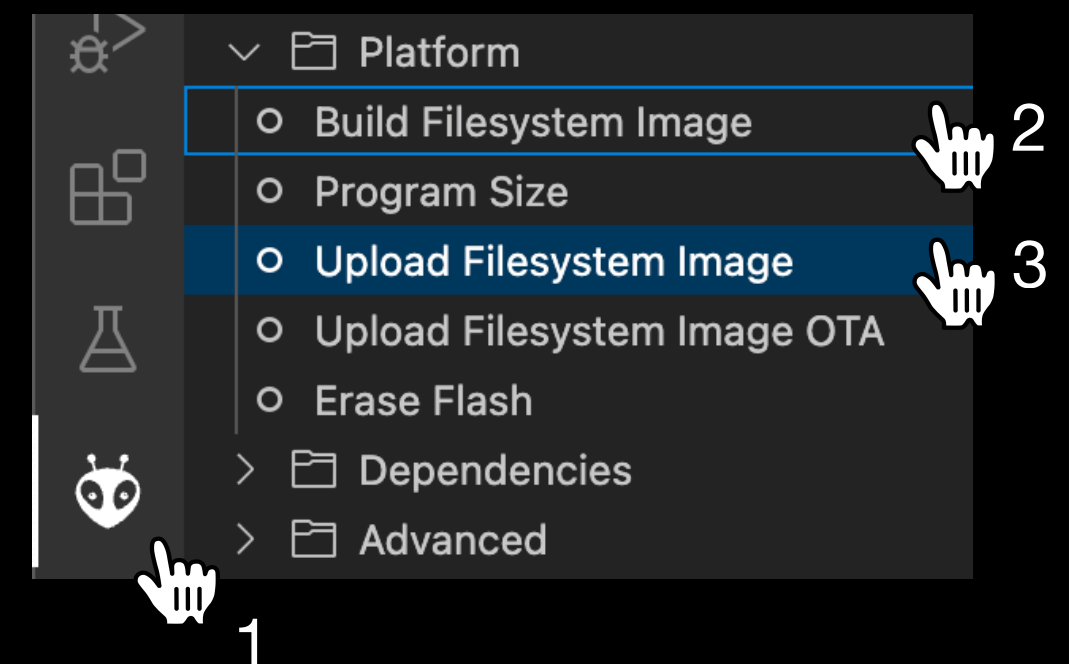 Platform
Build Filesystem Image 2
Program Size
Upload Filesystem Image 3
Upload Filesystem Image OTA
Erase Flash
Dependencies
Advanced
1